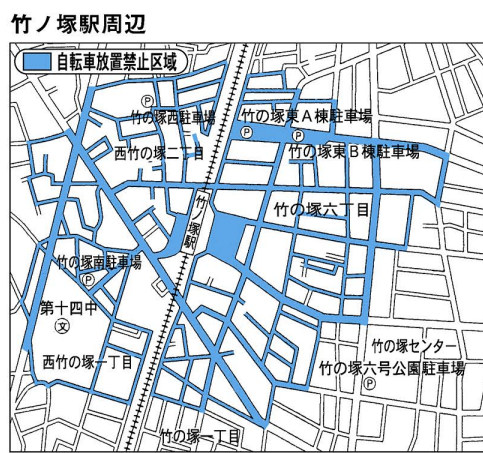 竹ノ塚駅周辺
自転車放置禁止区域
Ⓟ
竹の塚西駐車場
竹の塚東A棟駐車場
Ⓟ
Ⓟ
竹の塚東B棟駐車場
西竹の塚二丁目
竹の塚六丁目
竹ノ塚駅
竹の塚南駐車場
Ⓟ
第十四中
文
西竹の塚一丁目
竹の塚センター
竹の塚六号公園駐車場
Ⓟ
竹の塚一丁目